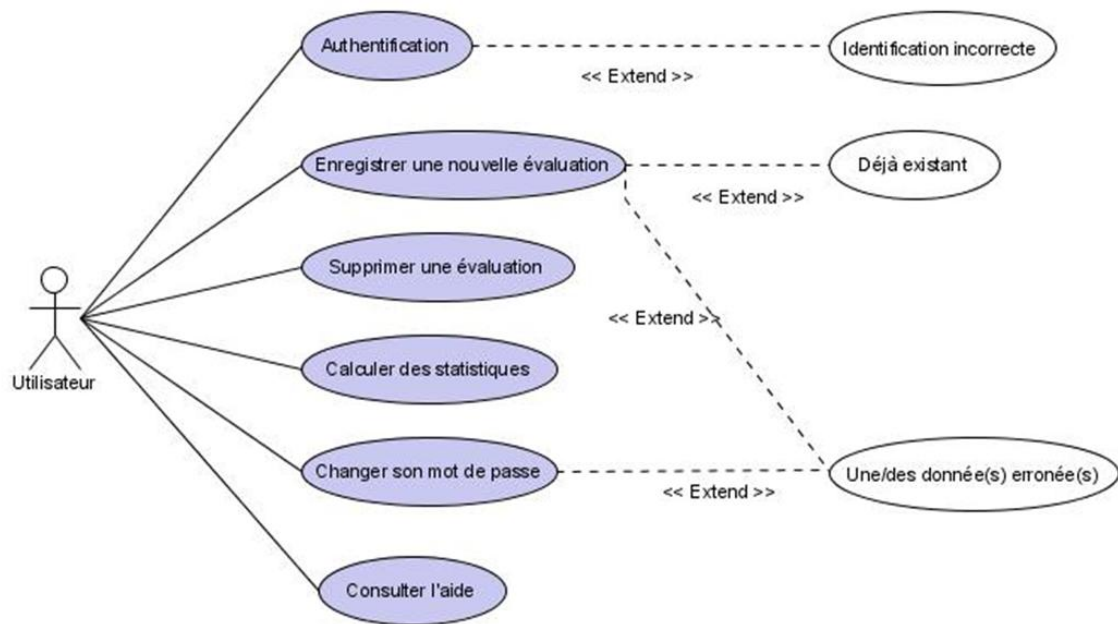 Authentification
Identification incorrecte
<< Extend >>
Enregistrer une nouvelle évaluation
Déjà existant
<< Extend >>
Supprimer une évaluation
<< Extend >>
Utilisateur
Calculer des statistiques
Changer son mot de passe
Une/des donnée(s) erronée(s)
<< Extend >>
Consulter l'aide